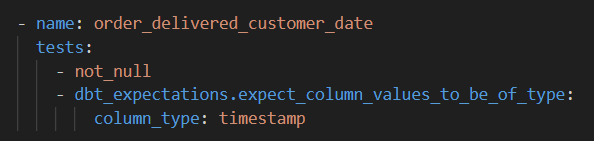 - name: order_delivered_customer_date
  tests:
    - not_null
    - dbt_expectations.expect_column_values_to_be_of_type:
        column_type: timestamp